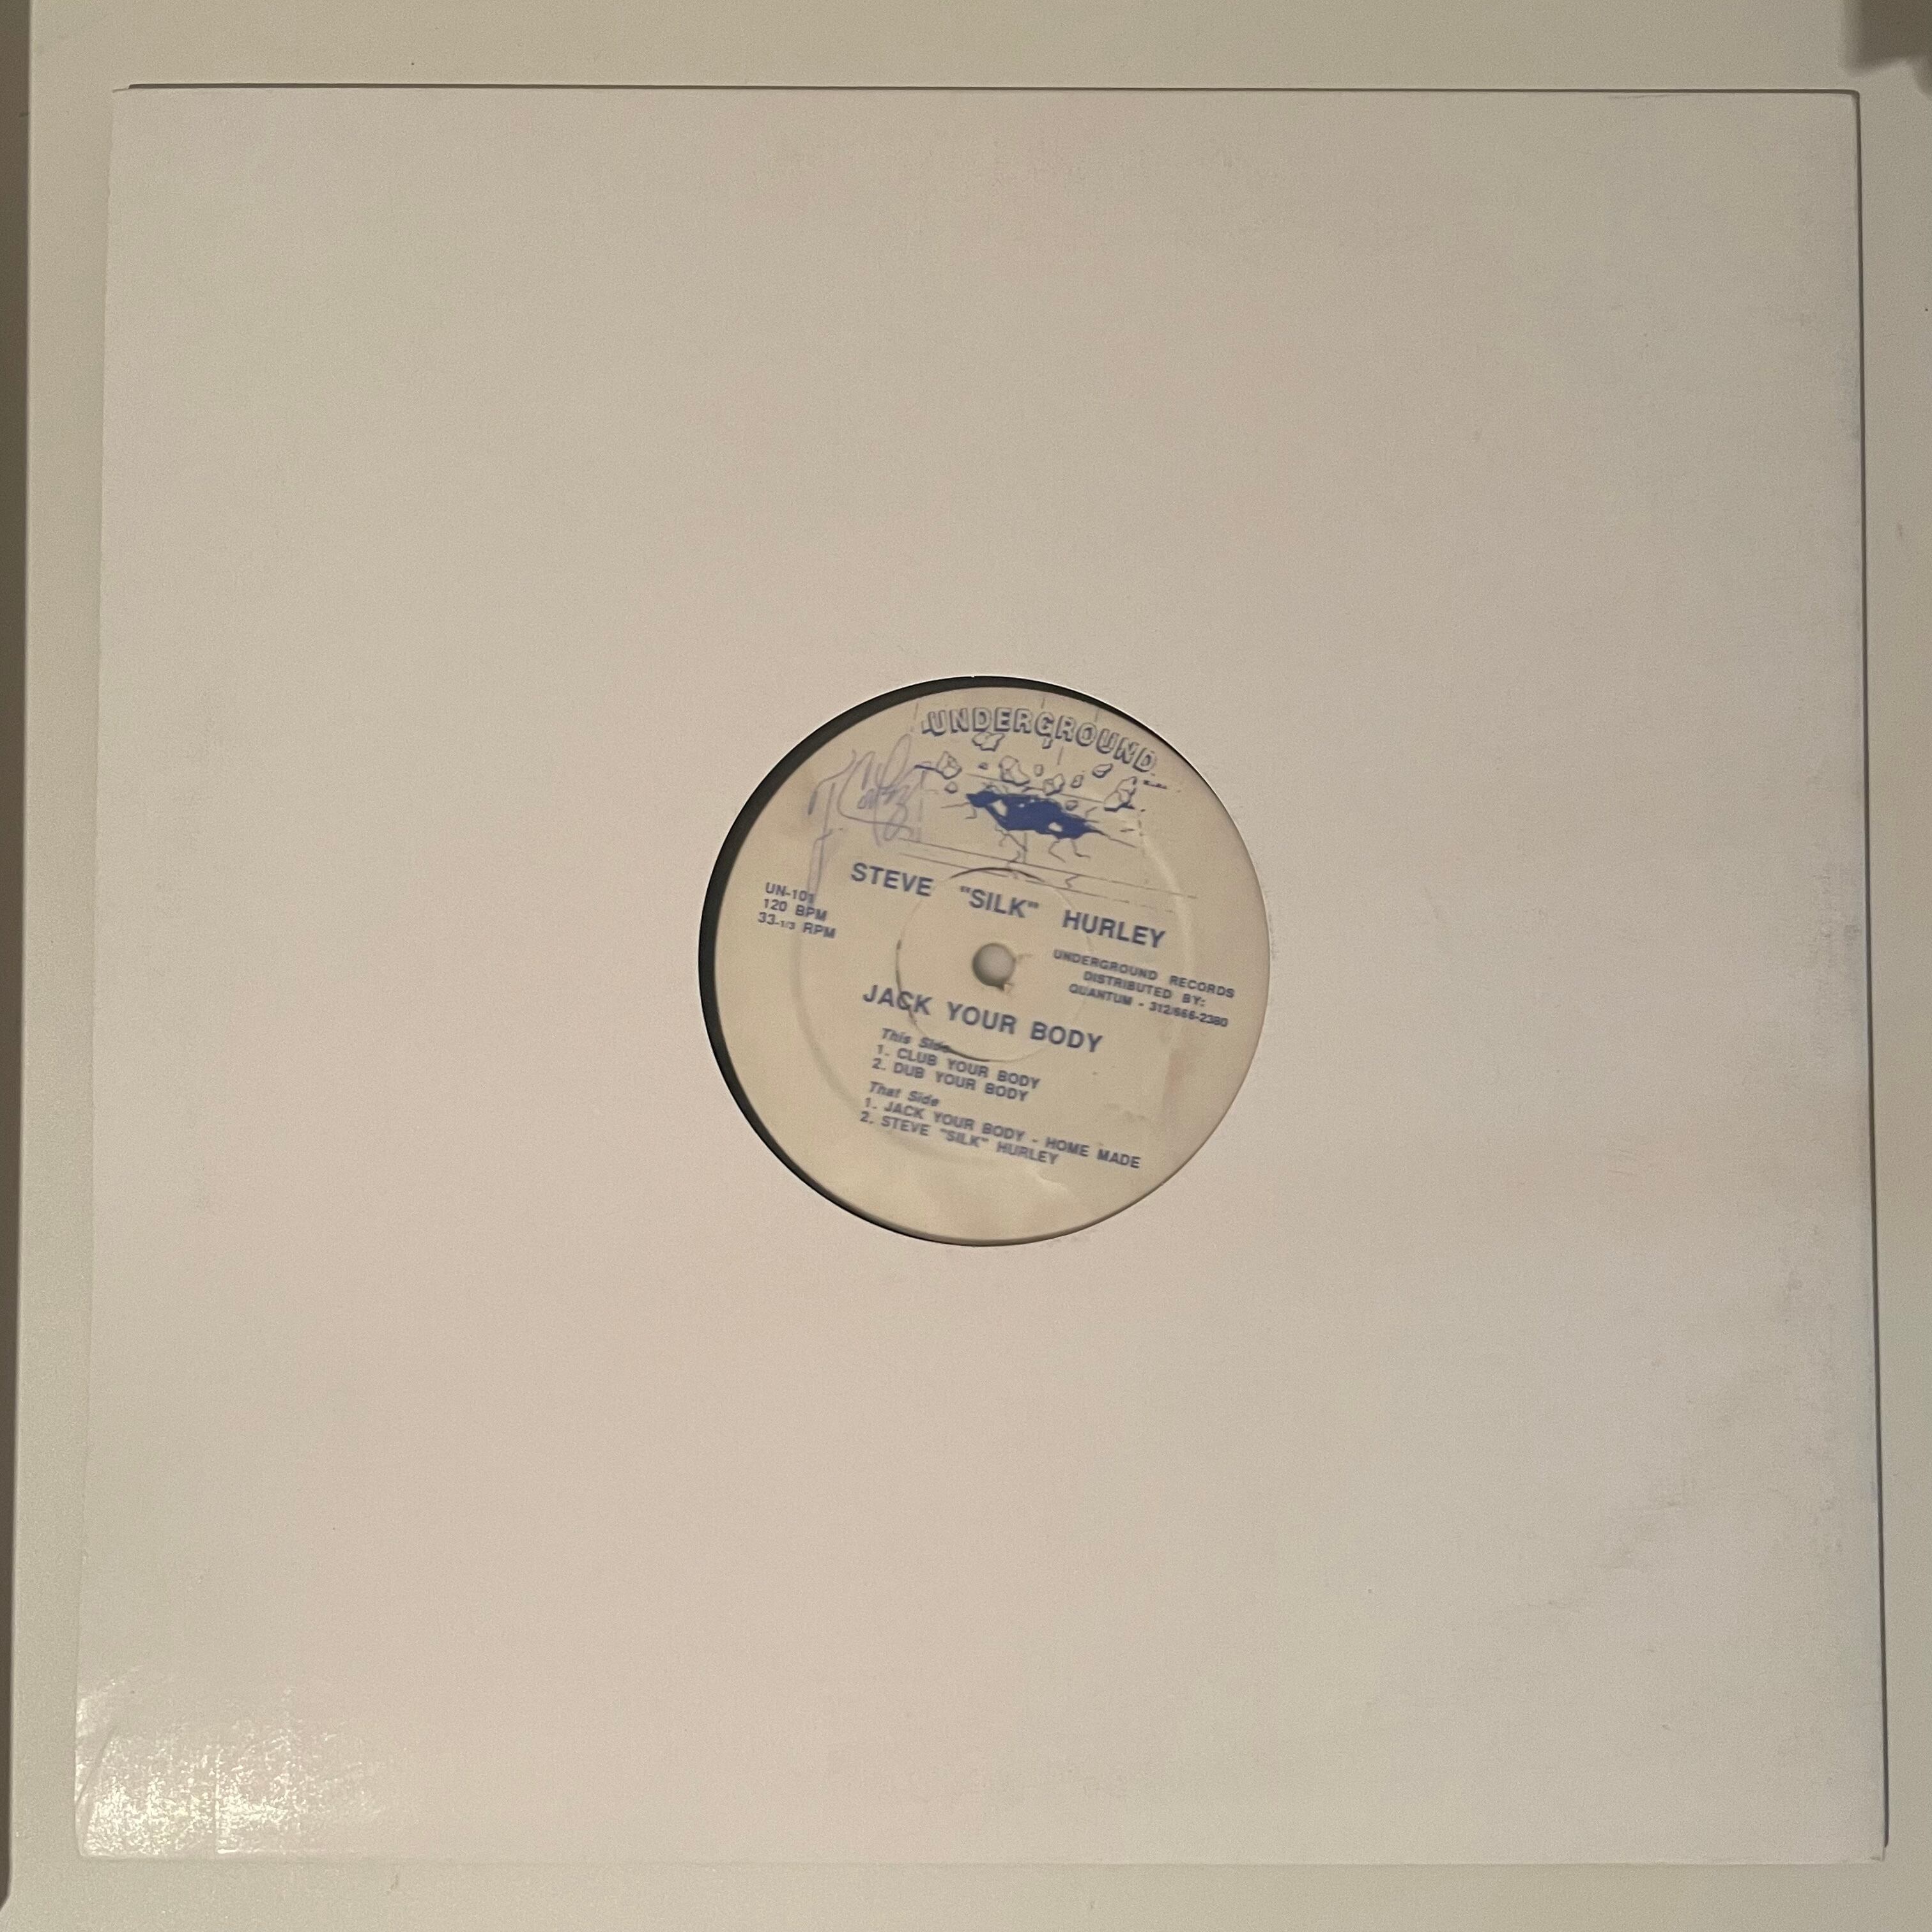 UNDERGROUND
STEVE "SILK" HURLEY
UN-101
120 BPM
33-1/3 RPM
UNDERGROUND RECORDS
DISTRIBUTED BY:
QUANTUM - 312/666-2380
JACK YOUR BODY
This Side
1. CLUB YOUR BODY
2. DUB YOUR BODY
That Side
1. JACK YOUR BODY - HOME MADE
2. STEVE "SILK" HURLEY